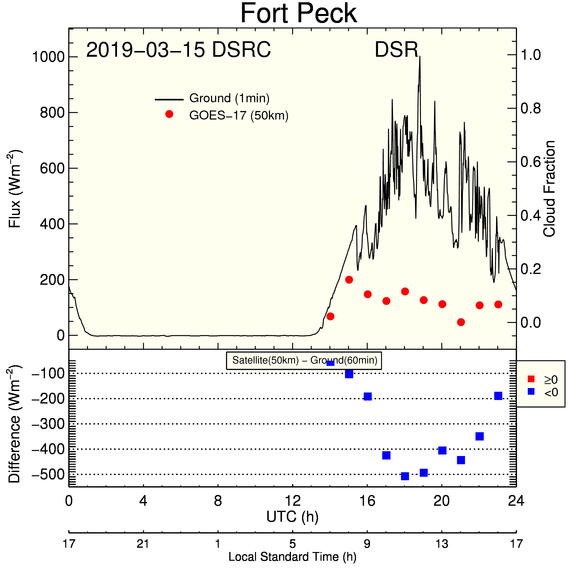 Fort Peck
2019−03−15 DSRC DSR
Ground (1min)
GOES−17 (50km)
Flux (Wm−2)
1000
800
600
400
200
0
Cloud Fraction
1.0
0.8
0.6
0.4
0.2
0.0
Satellite(50km) − Ground(60min)
Difference (Wm−2)
−100
−200
−300
−400
−500
≥0
<0
0 4 8 12 16 20 24
UTC (h)
17 21 1 5 9 13 17
Local Standard Time (h)